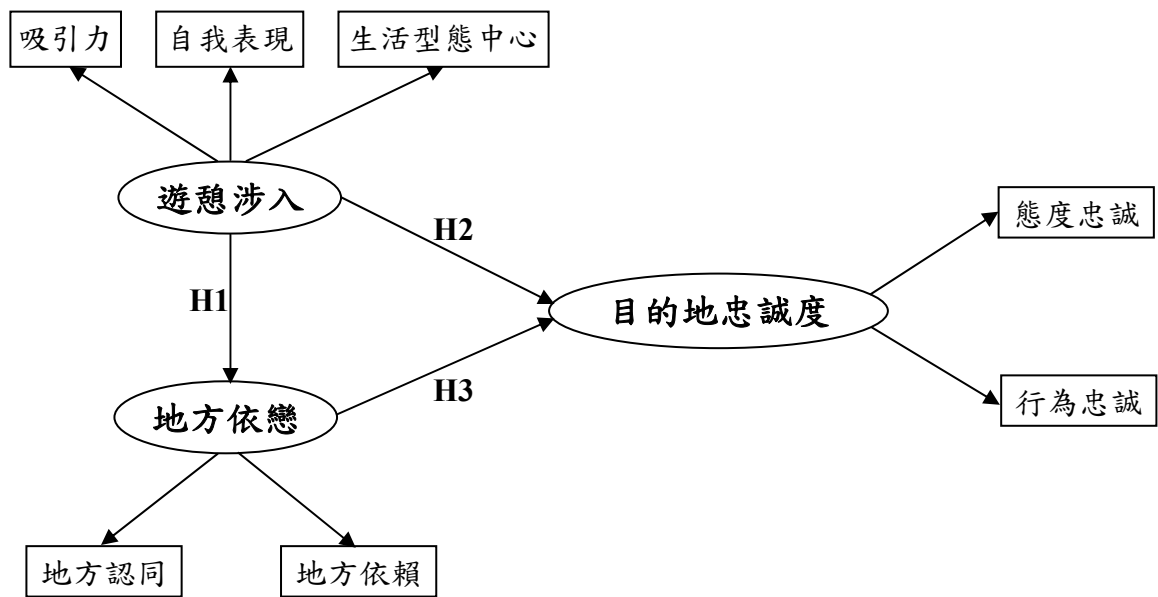 吸引力
自我表現
生活型態中心
遊憩涉入
H2
態度忠誠
H1
目的地忠誠度
H3
地方依戀
行為忠誠
地方認同
地方依賴